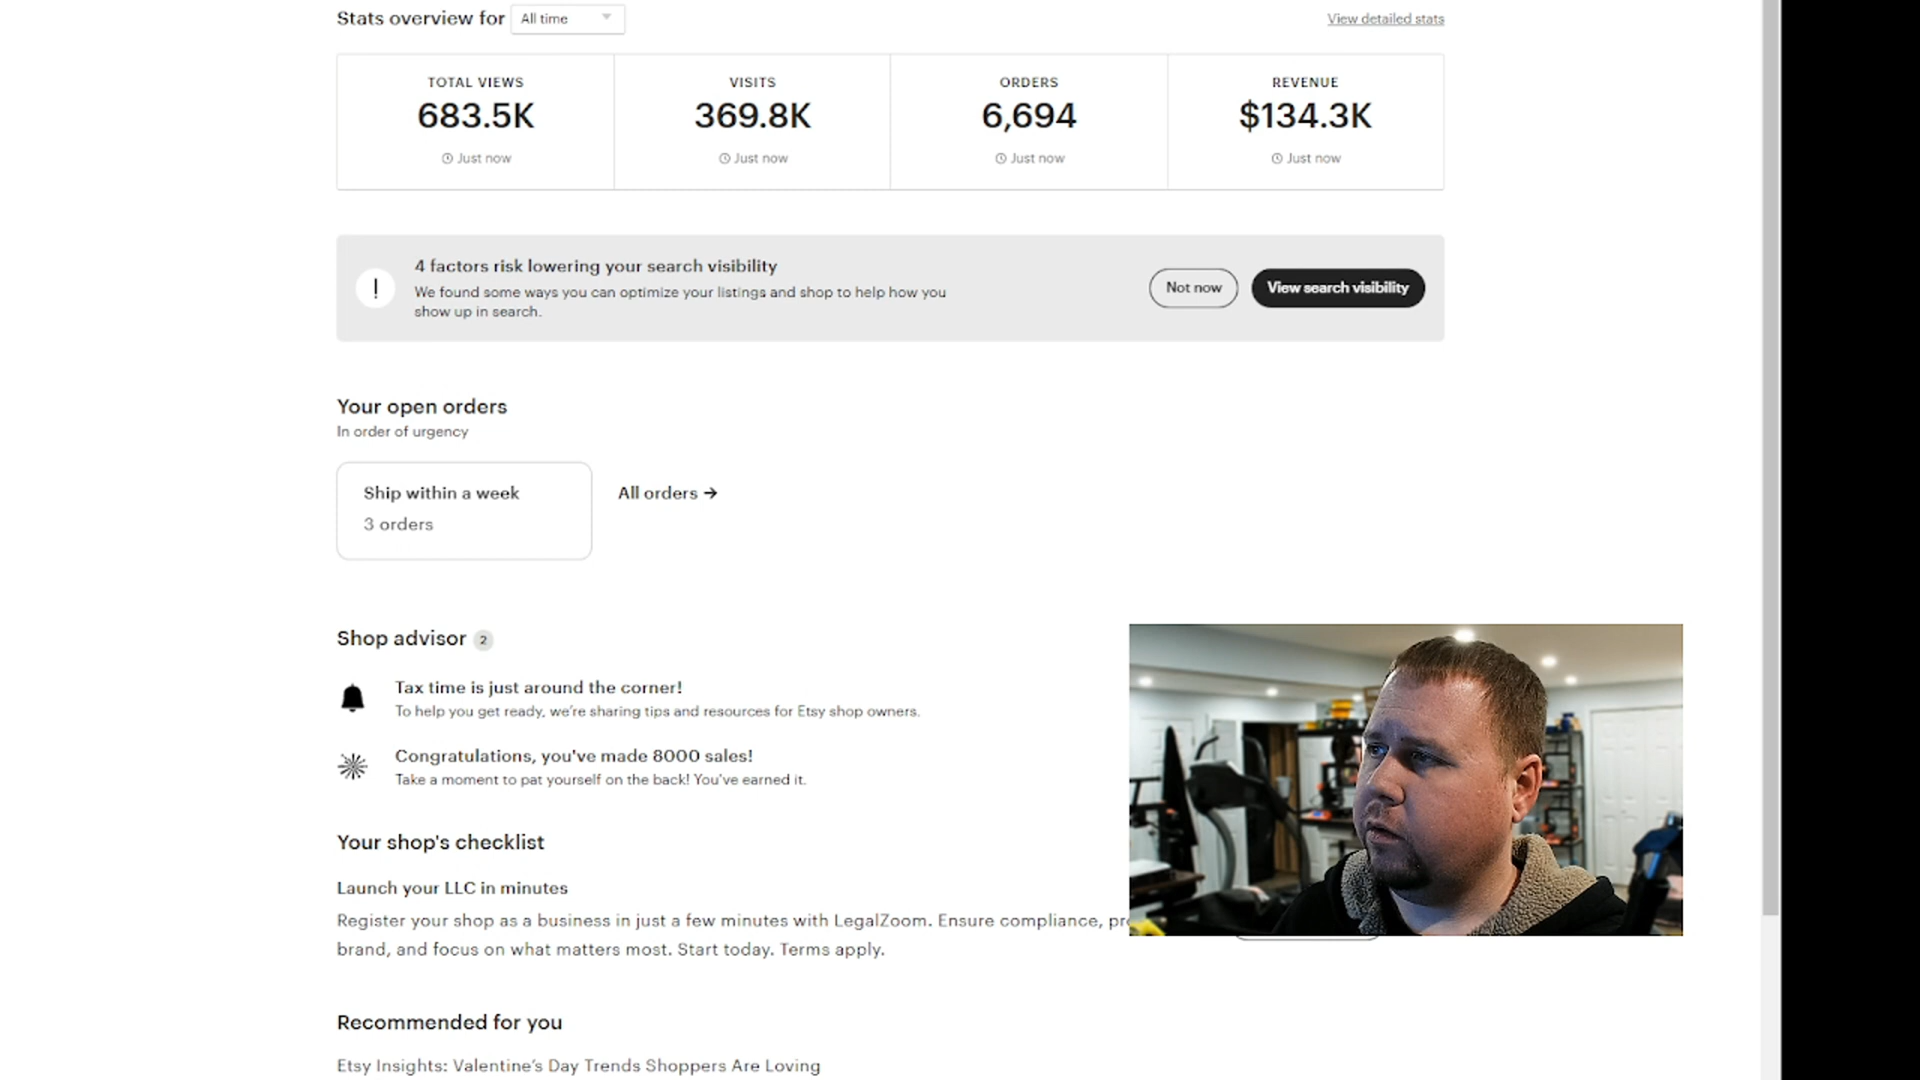 Stats overview for All time View detailed stats
TOTAL VIEWS VISITS ORDERS REVENUE
683.5K 369.8K 6,694 $134.3K
Just now Just now Just now Just now
4 factors risk lowering your search visibility
We found some ways you can optimize your listings and shop to help how you
show up in search.
Not now View search visibility
Your open orders
In order of urgency
Ship within a week All orders →
3 orders
Shop advisor 2
Tax time is just around the corner!
To help you get ready, we're sharing tips and resources for Etsy shop owners.
Congratulations, you've made 8000 sales!
Take a moment to pat yourself on the back! You've earned it.
Your shop's checklist
Launch your LLC in minutes
Register your shop as a business in just a few minutes with LegalZoom. Ensure compliance,
brand, and focus on what matters most. Start today. Terms apply.
Recommended for you
Etsy Insights: Valentine's Day Trends Shoppers Are Loving